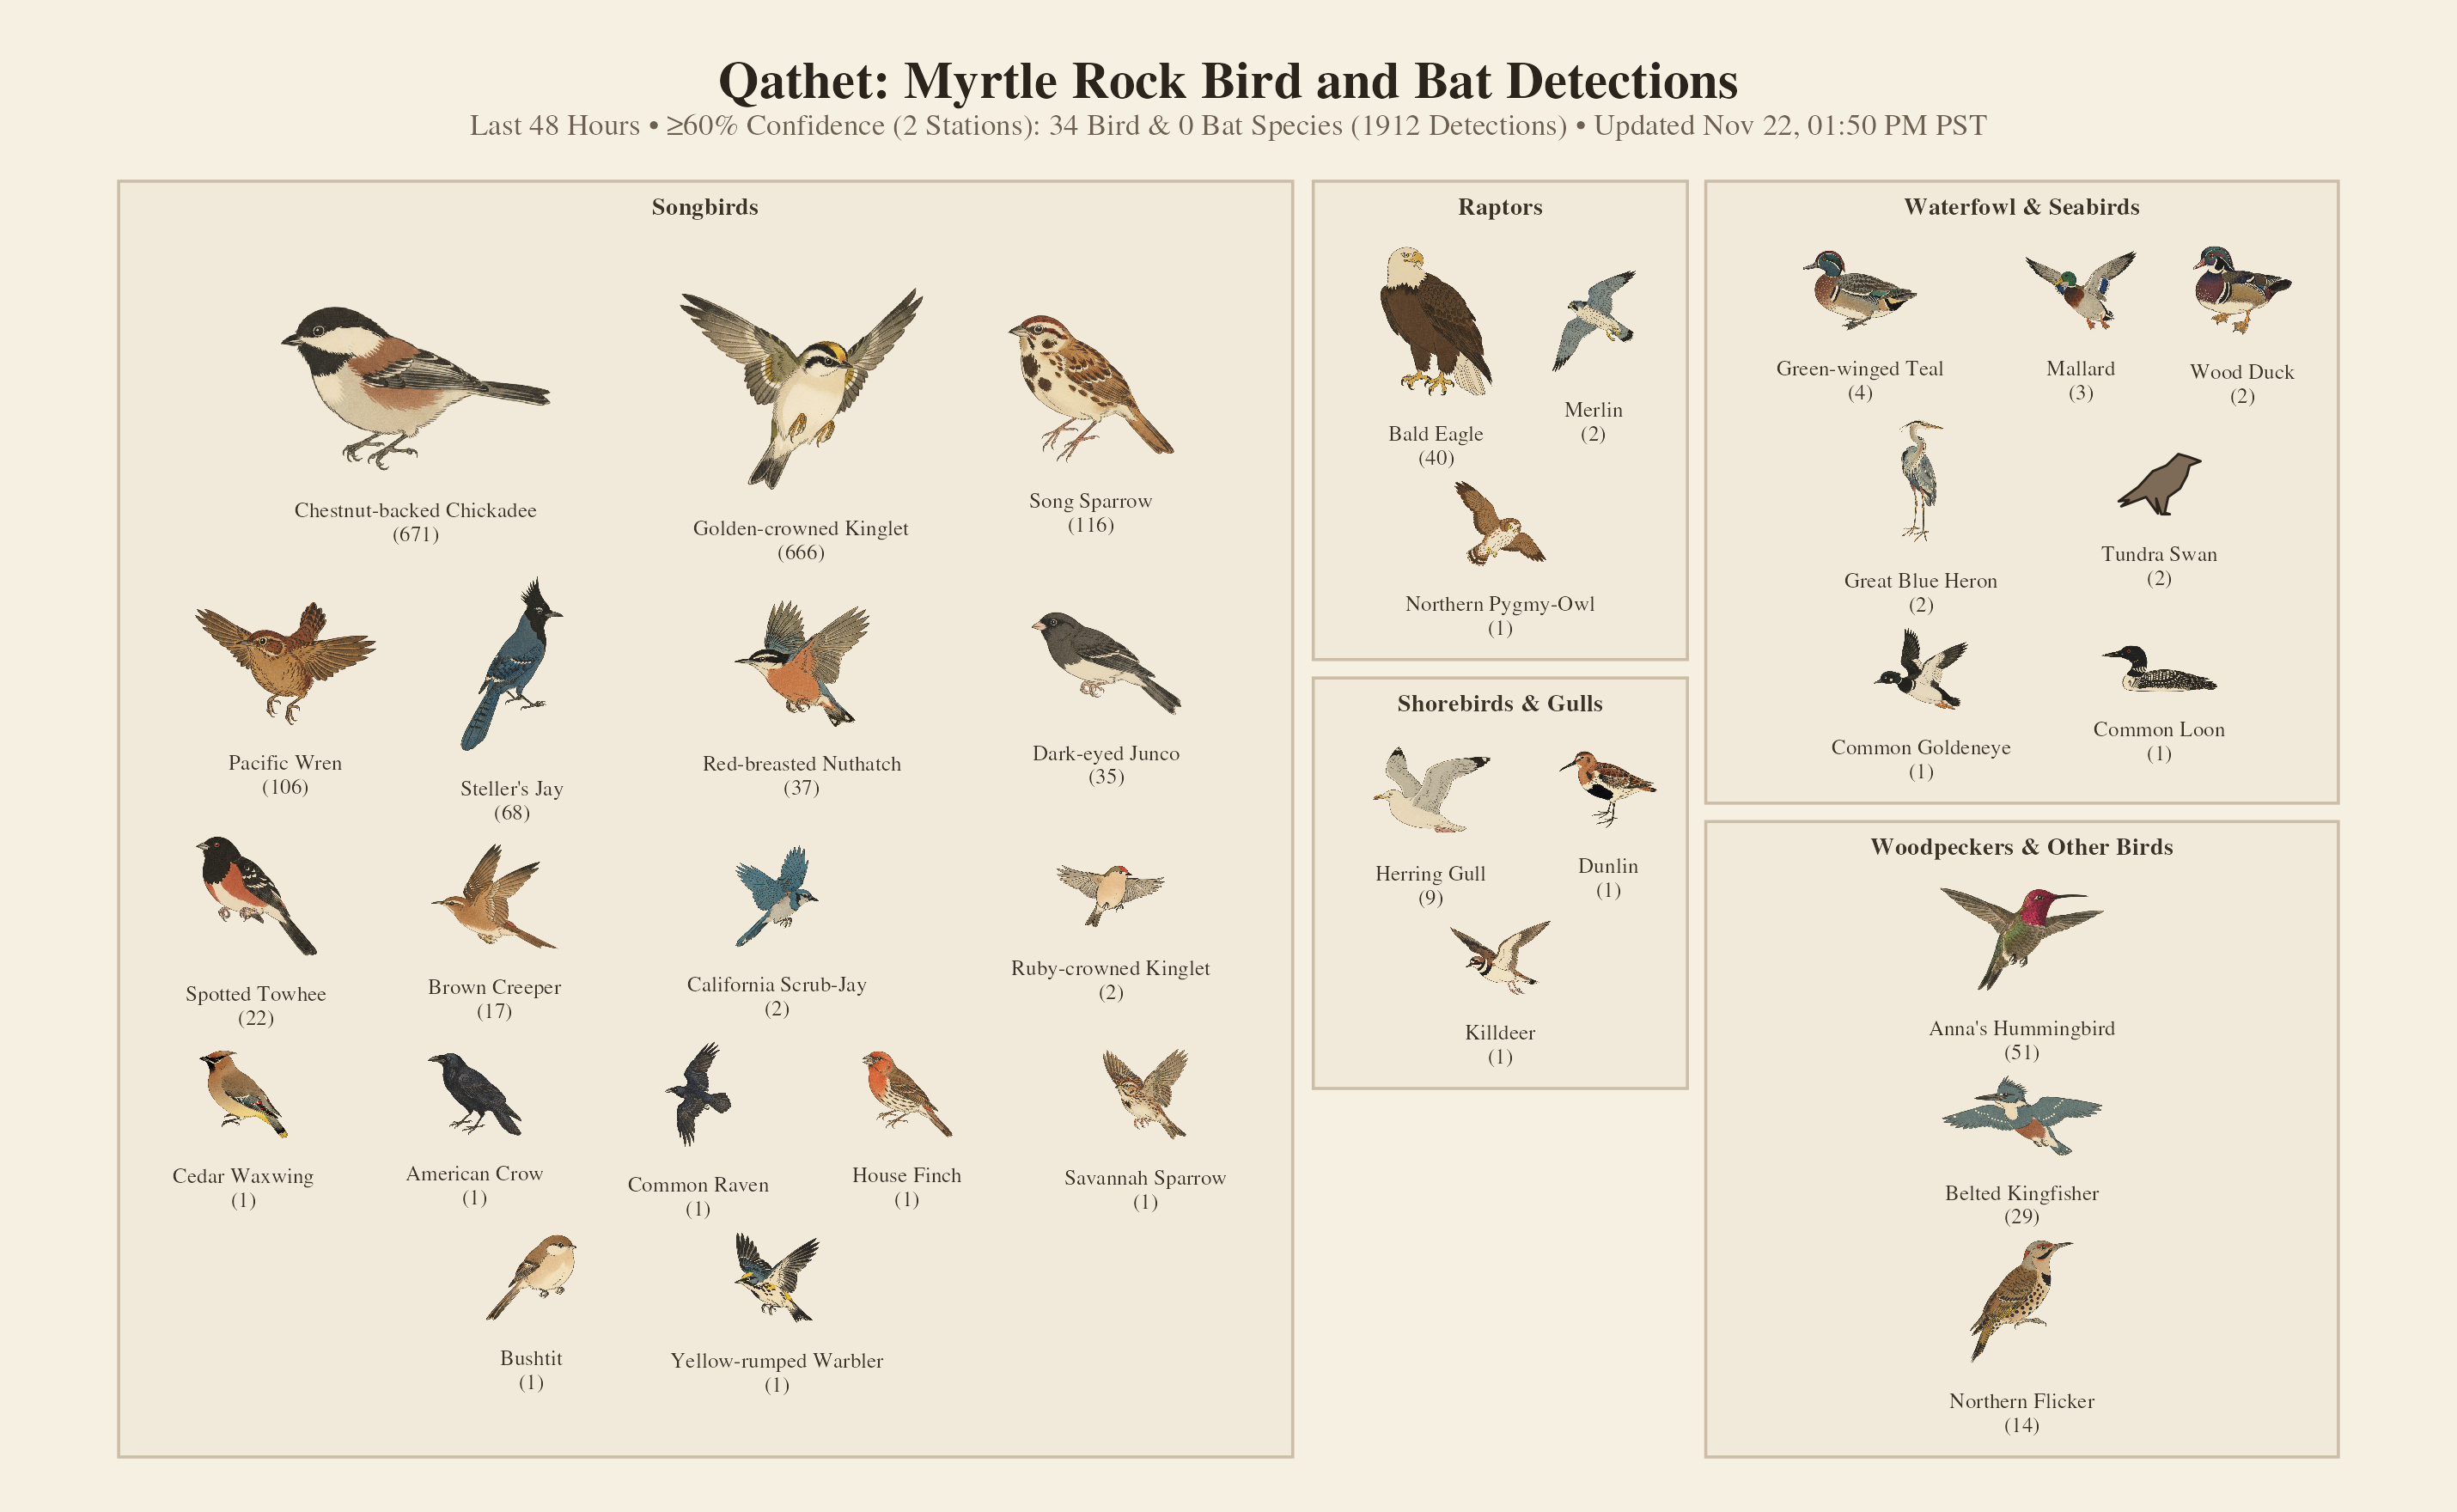 Qathet: Myrtle Rock Bird and Bat Detections
Last 48 Hours • ≥60% Confidence (2 Stations): 34 Bird & 0 Bat Species (1912 Detections) • Updated Nov 22, 01:50 PM PST
Songbirds
Chestnut-backed Chickadee
(671)
Golden-crowned Kinglet
(666)
Song Sparrow
(116)
Pacific Wren
(106)
Steller's Jay
(68)
Red-breasted Nuthatch
(37)
Dark-eyed Junco
(35)
Spotted Towhee
(22)
Brown Creeper
(17)
California Scrub-Jay
(2)
Ruby-crowned Kinglet
(2)
Cedar Waxwing
(1)
American Crow
(1)
Common Raven
(1)
House Finch
(1)
Savannah Sparrow
(1)
Bushtit
(1)
Yellow-rumped Warbler
(1)
Raptors
Bald Eagle
(40)
Merlin
(2)
Northern Pygmy-Owl
(1)
Shorebirds & Gulls
Herring Gull
(9)
Dunlin
(1)
Killdeer
(1)
Waterfowl & Seabirds
Green-winged Teal
(4)
Mallard
(3)
Wood Duck
(2)
Great Blue Heron
(2)
Tundra Swan
(2)
Common Goldeneye
(1)
Common Loon
(1)
Woodpeckers & Other Birds
Anna's Hummingbird
(51)
Belted Kingfisher
(29)
Northern Flicker
(14)